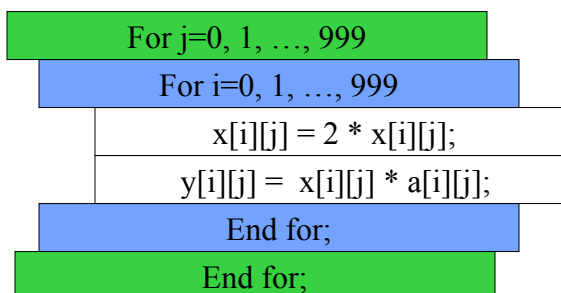 For j=0, 1, …, 999
For i=0, 1, …, 999
x[i][j] = 2 * x[i][j];
y[i][j] =  x[i][j] * a[i][j];
End for;
End for;